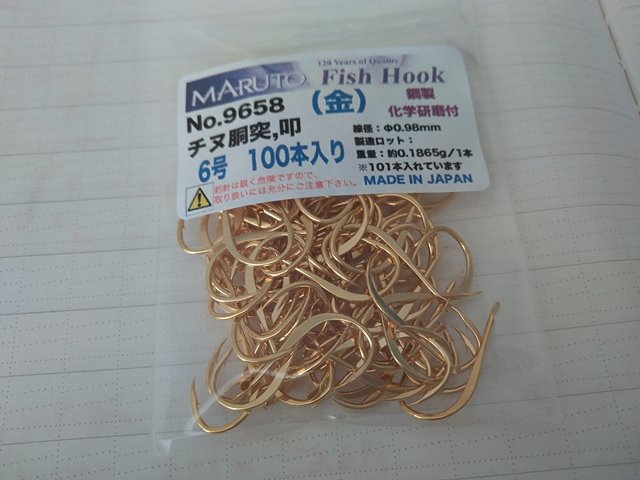 120 Years of Quality
MARUTO Fish Hook
No.9658 (金) 鋼製
化学研磨付
チヌ胴突,叩
6号 100本入り
線径:Φ0.98mm
製造ロット:
重量:約0.1865g/1本
※101本入れています
釣針は鋭く危険ですので、
取り扱いには充分にご注意下さい。
MADE IN JAPAN